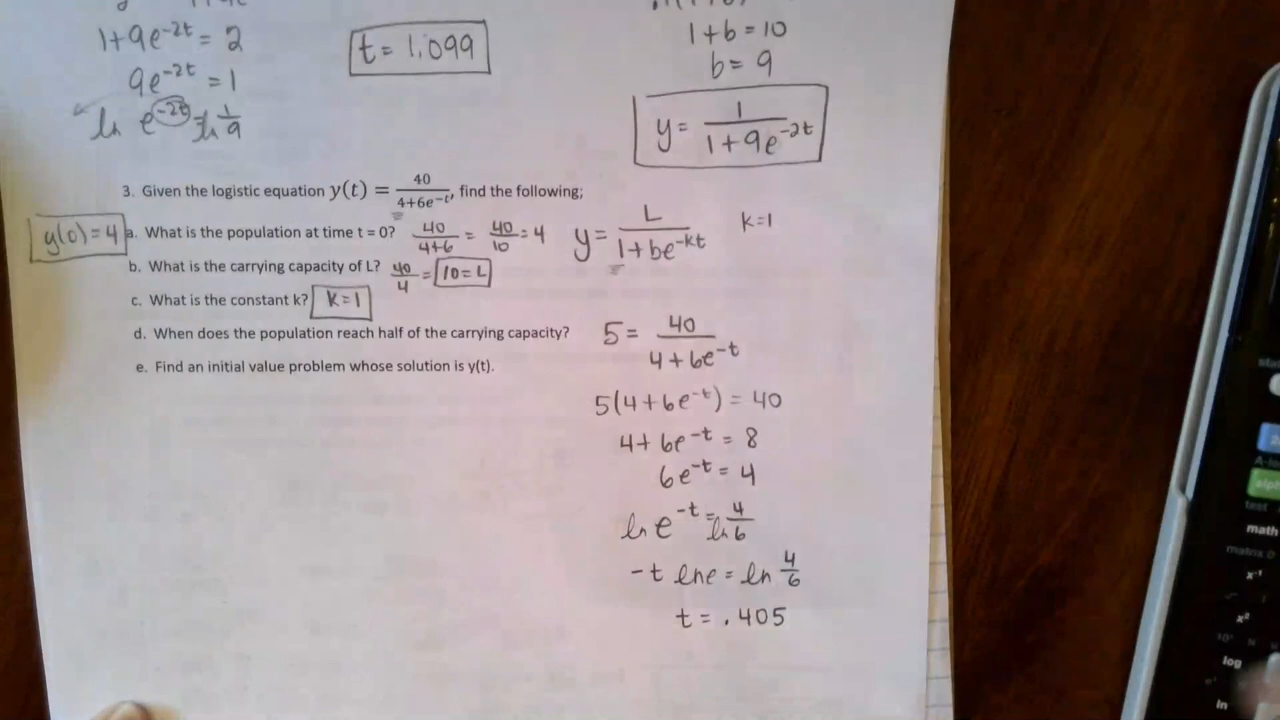 1+9e^-2t = 2
9e^-2t = 1
ln e^-2t = ln 1/9
t = 1.099
1+b=10
b= 9
y= 1/(1+9e^-2t)
3. Given the logistic equation y(t) = 40/(4+6e^-t), find the following;
y(0)=4
a. What is the population at time t = 0? 40/(4+6) = 40/10 = 4
y= L/(1+be^-kt)
k=1
b. What is the carrying capacity of L? 40/4 = 10=L
c. What is the constant k? k=1
d. When does the population reach half of the carrying capacity?
5= 40/(4+6e^-t)
e. Find an initial value problem whose solution is y(t).
5(4+6e^-t) = 40
4+6e^-t = 8
6e^-t = 4
ln e^-t = ln 4/6
-t lne = ln 4/6
t = .405
math
x^-1
x^2
log
ln